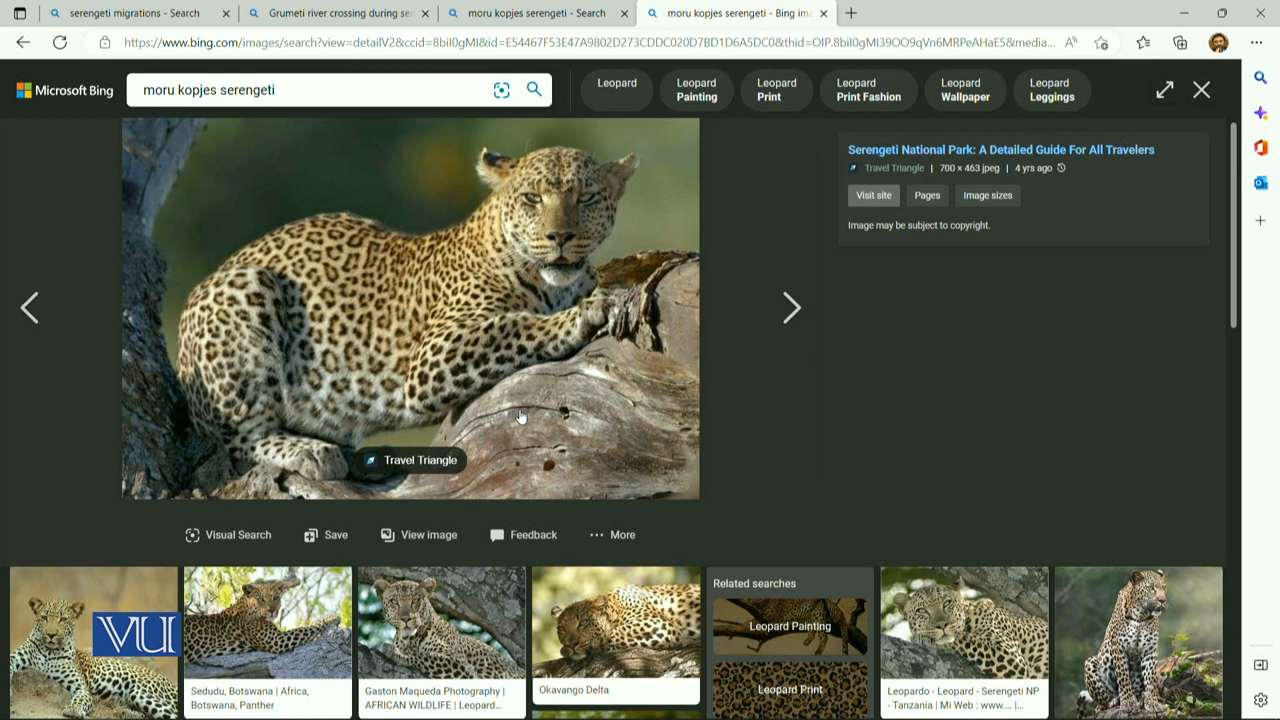 serengeti migrations - Search
Grumeti river crossing during ser
moru kopjes serengeti - Search
moru kopjes serengeti - Bing im
https://www.bing.com/images/search?view=detailV2&ccid=8biI0gMI&id=E54467F53E47A9802D273CDDC020D7BD1D6A5DC0&thid=OIP.8biI0gMI39OO9qVn6MRPeAHaE5&media...
Microsoft Bing
moru kopjes serengeti
Leopard
Leopard Painting
Leopard Print
Leopard Print Fashion
Leopard Wallpaper
Leopard Leggings
Serengeti National Park: A Detailed Guide For All Travelers
Travel Triangle | 700 × 463 jpeg | 4 yrs ago
Visit site
Pages
Image sizes
Image may be subject to copyright.
Travel Triangle
Visual Search
Save
View image
Feedback
More
VU
Sedudu, Botswana | Africa,
Botswana, Panther
Gaston Maqueda Photography |
AFRICAN WILDLIFE | Leopard...
Okavango Delta
Related searches
Leopard Painting
Leopard Print
Leopardo - Leopard - Serengeti NP
- Tanzania | Mi Web : www.... |...